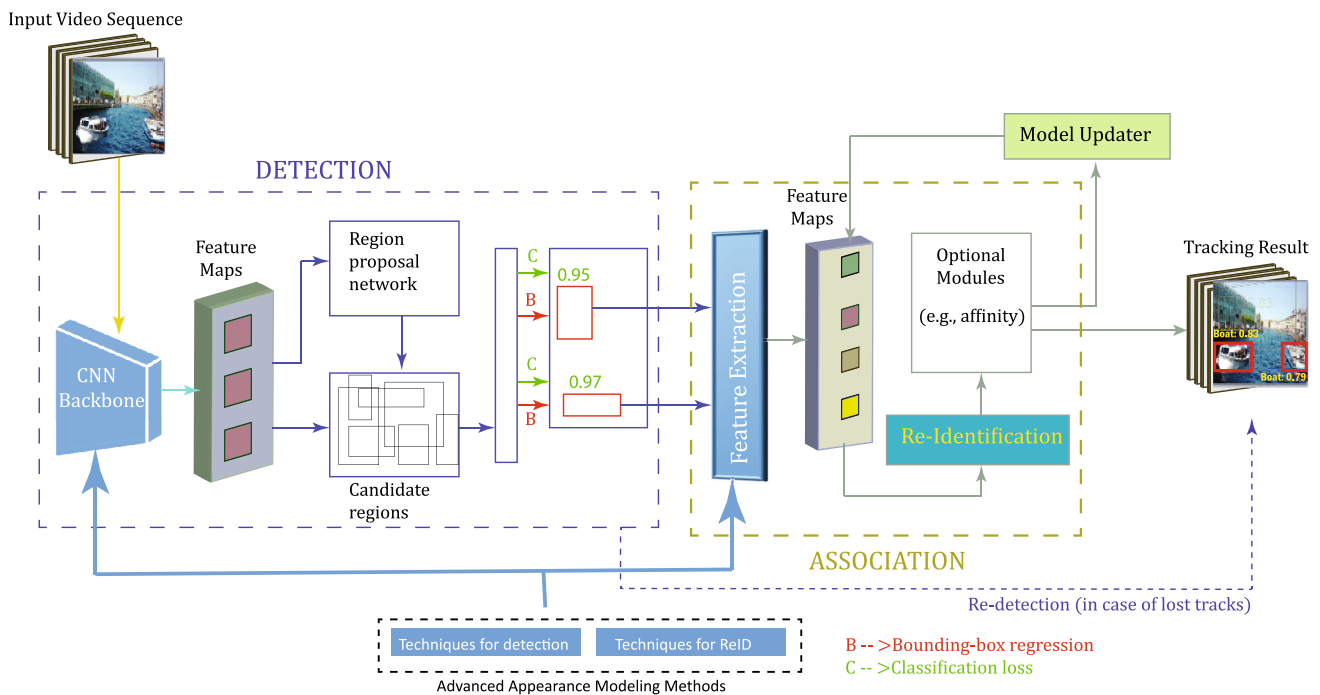 Input Video Sequence
DETECTION
Feature
Maps
CNN
Backbone
Region
proposal
network
Candidate
regions
C
B
C
B
0.95
0.97
Feature Extraction
Feature
Maps
Model Updater
Optional
Modules
(e.g., affinity)
Re-Identification
ASSOCIATION
Tracking Result
Boat: 0.83
Boat: 0.79
Re-detection (in case of lost tracks)
Techniques for detection
Techniques for ReID
Advanced Appearance Modeling Methods
B -- >Bounding-box regression
C -- >Classification loss